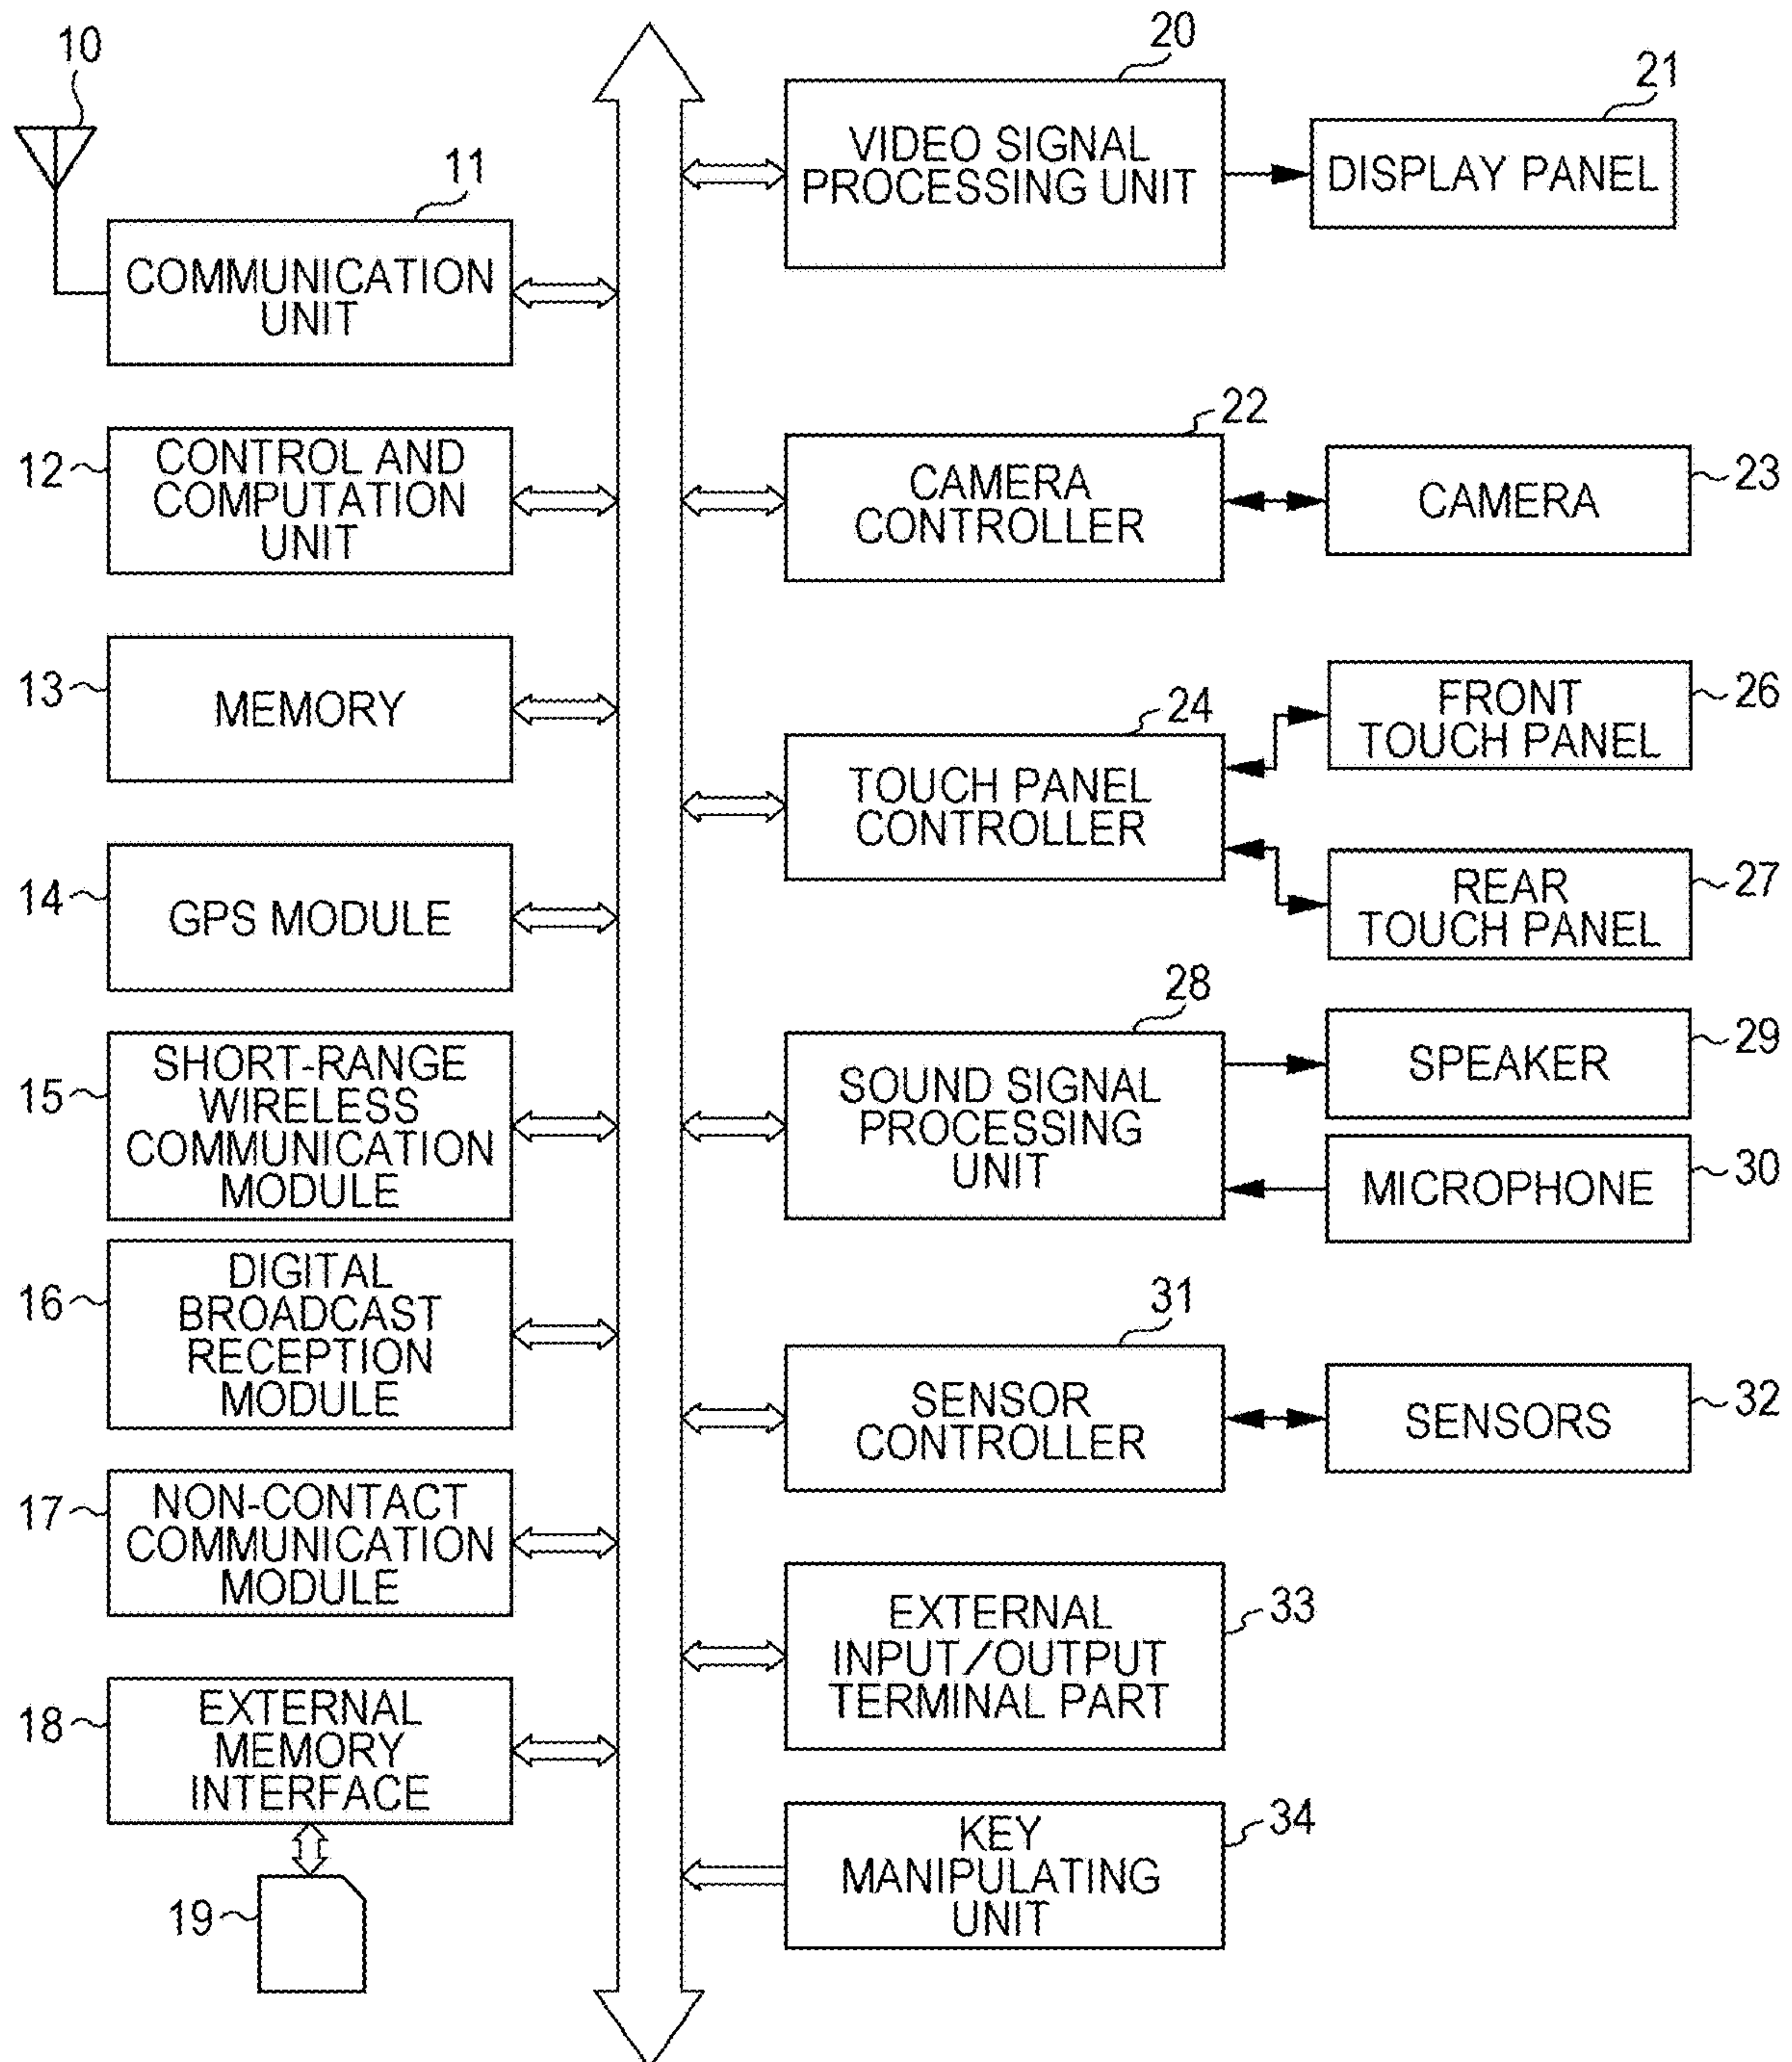 10
11
COMMUNICATION
UNIT
12
CONTROL AND
COMPUTATION
UNIT
13
MEMORY
14
GPS MODULE
15
SHORT-RANGE
WIRELESS
COMMUNICATION
MODULE
16
DIGITAL
BROADCAST
RECEPTION
MODULE
17
NON-CONTACT
COMMUNICATION
MODULE
18
EXTERNAL
MEMORY
INTERFACE
19
20
VIDEO SIGNAL
PROCESSING UNIT
21
DISPLAY PANEL
22
CAMERA
CONTROLLER
23
CAMERA
24
TOUCH PANEL
CONTROLLER
26
FRONT
TOUCH PANEL
27
REAR
TOUCH PANEL
28
SOUND SIGNAL
PROCESSING
UNIT
29
SPEAKER
30
MICROPHONE
31
SENSOR
CONTROLLER
32
SENSORS
33
EXTERNAL
INPUT/OUTPUT
TERMINAL PART
34
KEY
MANIPULATING
UNIT